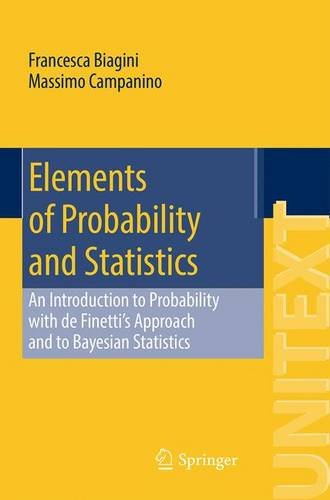 Francesca Biagini
Massimo Campanino
Elements
of Probability
and Statistics
An Introduction to Probability
with de Finetti's Approach
and to Bayesian Statistics
UNITEXT
Springer